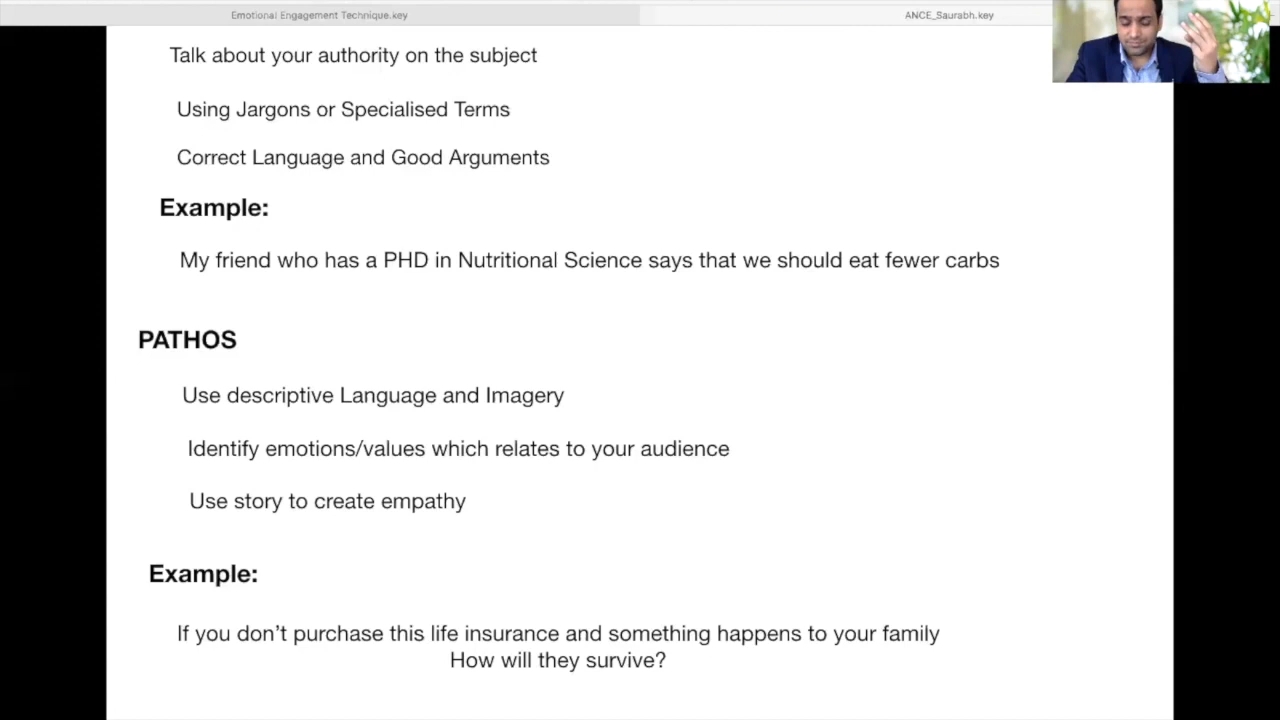 Emotional Engagement Technique.key
ANCE_Saurabh.key
Talk about your authority on the subject
Using Jargons or Specialised Terms
Correct Language and Good Arguments
Example:
My friend who has a PHD in Nutritional Science says that we should eat fewer carbs
PATHOS
Use descriptive Language and Imagery
Identify emotions/values which relates to your audience
Use story to create empathy
Example:
If you don’t purchase this life insurance and something happens to your family
How will they survive?